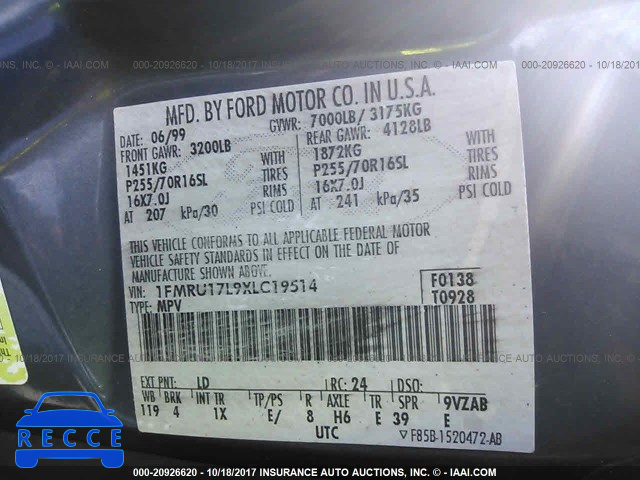 000-20926620 - 10/18/2017 INSURANCE AUTO AUCTIONS, INC. - © IAAI.COM
MFD. BY FORD MOTOR CO. IN U.S.A.
DATE: 06/99 GVWR: 7000LB/ 3175KG
FRONT GAWR: 3200LB REAR GAWR: 4128LB
1451KG WITH 1872KG WITH
P255/70R16SL TIRES P255/70R16SL TIRES
16X7.0J RIMS 16X7.0J RIMS
AT 207 kPa/30 PSI COLD AT 241 kPa/35 PSI COLD
THIS VEHICLE CONFORMS TO ALL APPLICABLE FEDERAL MOTOR
VEHICLE SAFETY STANDARDS IN EFFECT ON THE DATE OF
MANUFACTURE SHOWN ABOVE.
VIN: 1FMRU17L9XLC19514 F0138
TYPE: MPV T0928
EXT PNT: LD RC: 24 DSO:
WB BRK INT TR TP/PS R AXLE TR SPR 9VZAB
119 4 1X E/ 8 H6 E 39 E
UTC F85B-1520472-AB
000-20926620 - 10/18/2017 INSURANCE AUTO AUCTIONS, INC. - © IAAI.COM